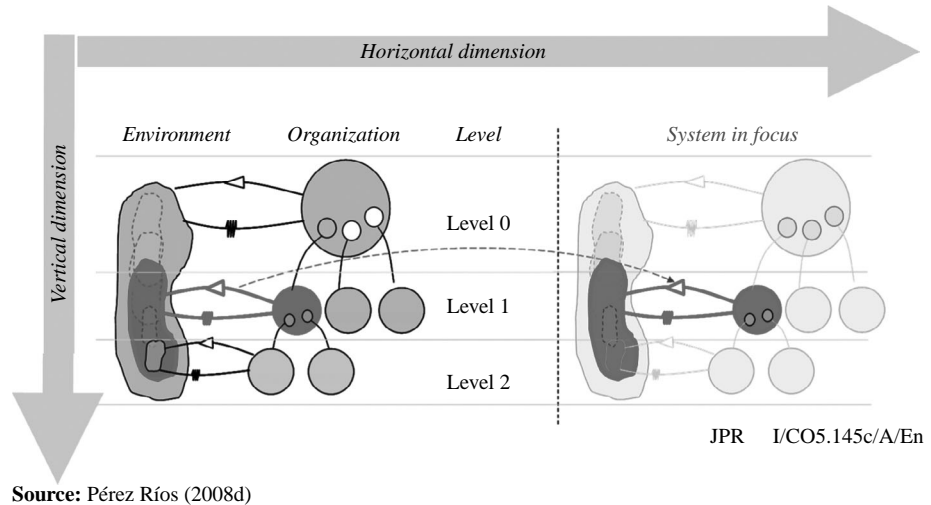 Horizontal dimension
Vertical dimension
Environment Organization Level System in focus
Level 0
Level 1
Level 2
JPR I/CO5.145c/A/En
Source: Pérez Ríos (2008d)